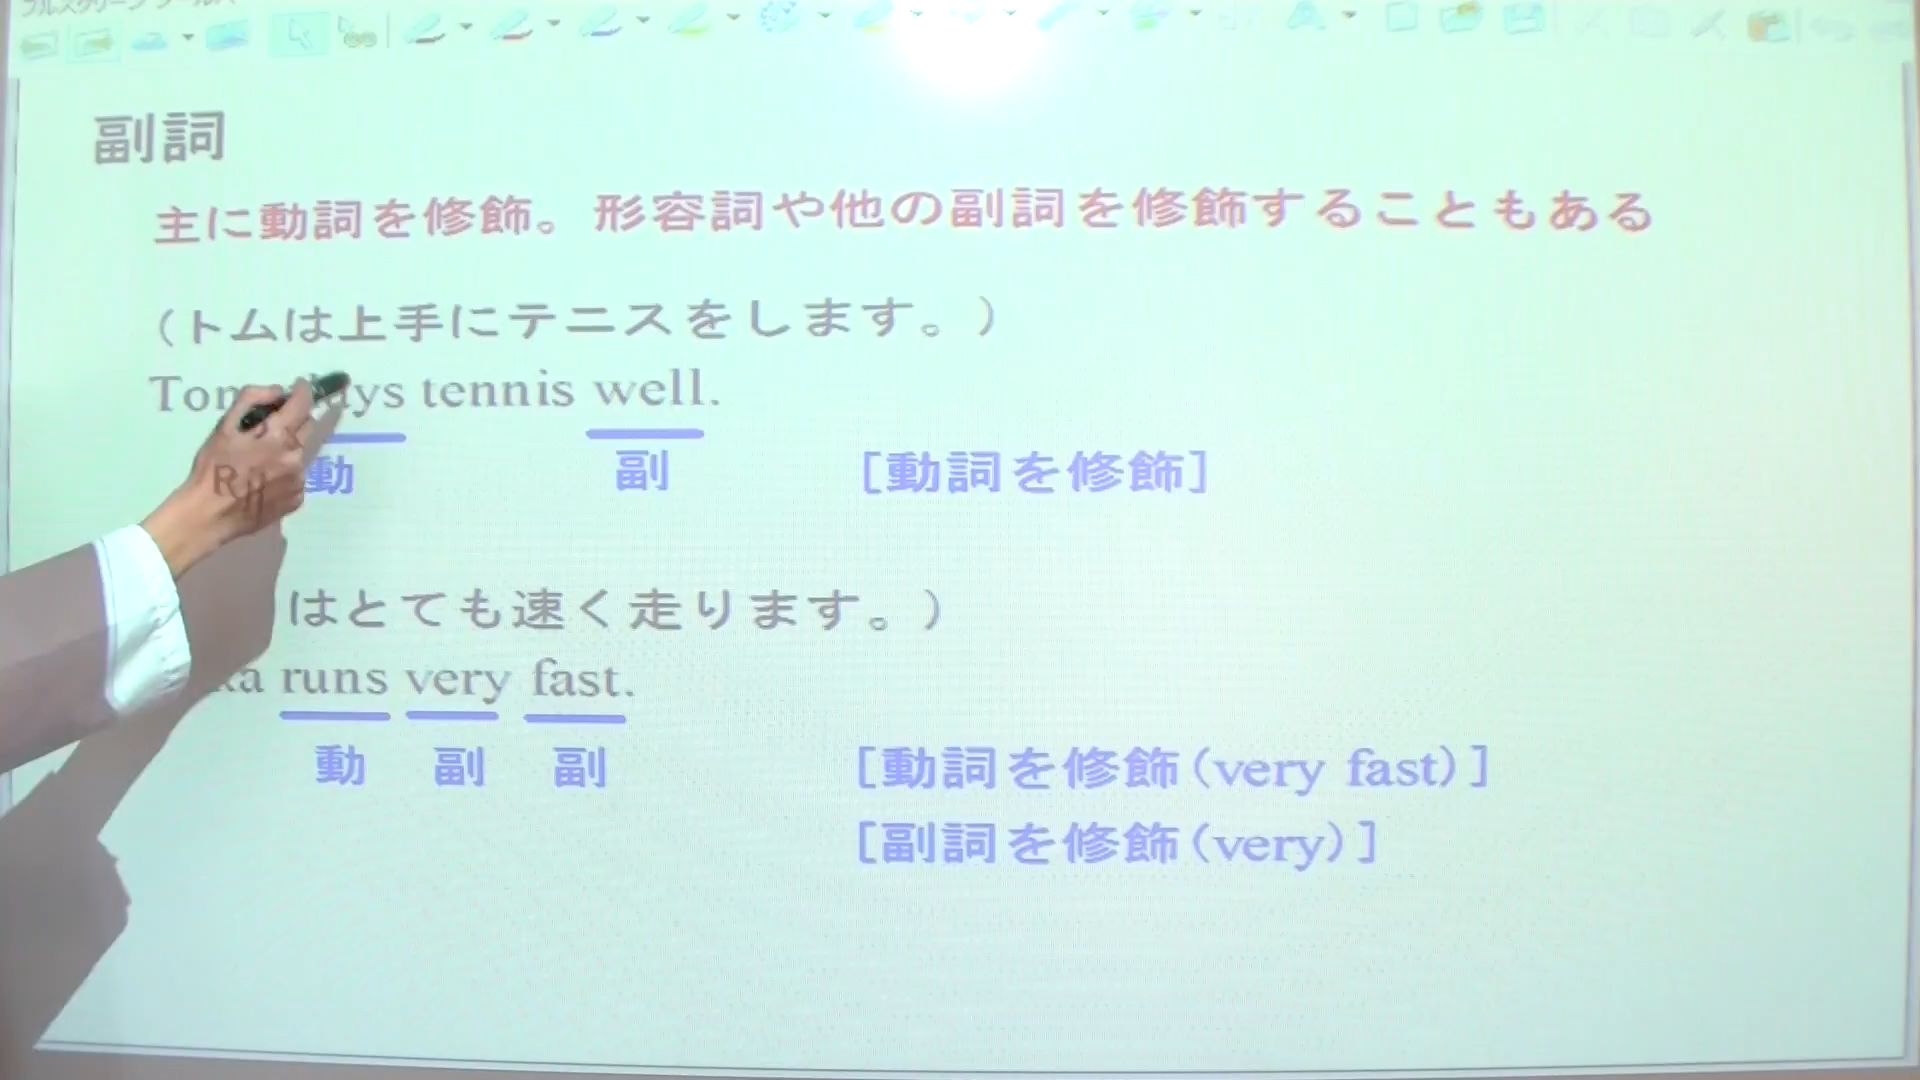 副詞
主に動詞を修飾。形容詞や他の副詞を修飾することもある
(トムは上手にテニスをします。)
tennis well.
動 副 [動詞を修飾]
はとても速く走ります。)
runs very fast.
動 副 副 [動詞を修飾(very fast)]
[副詞を修飾(very)]